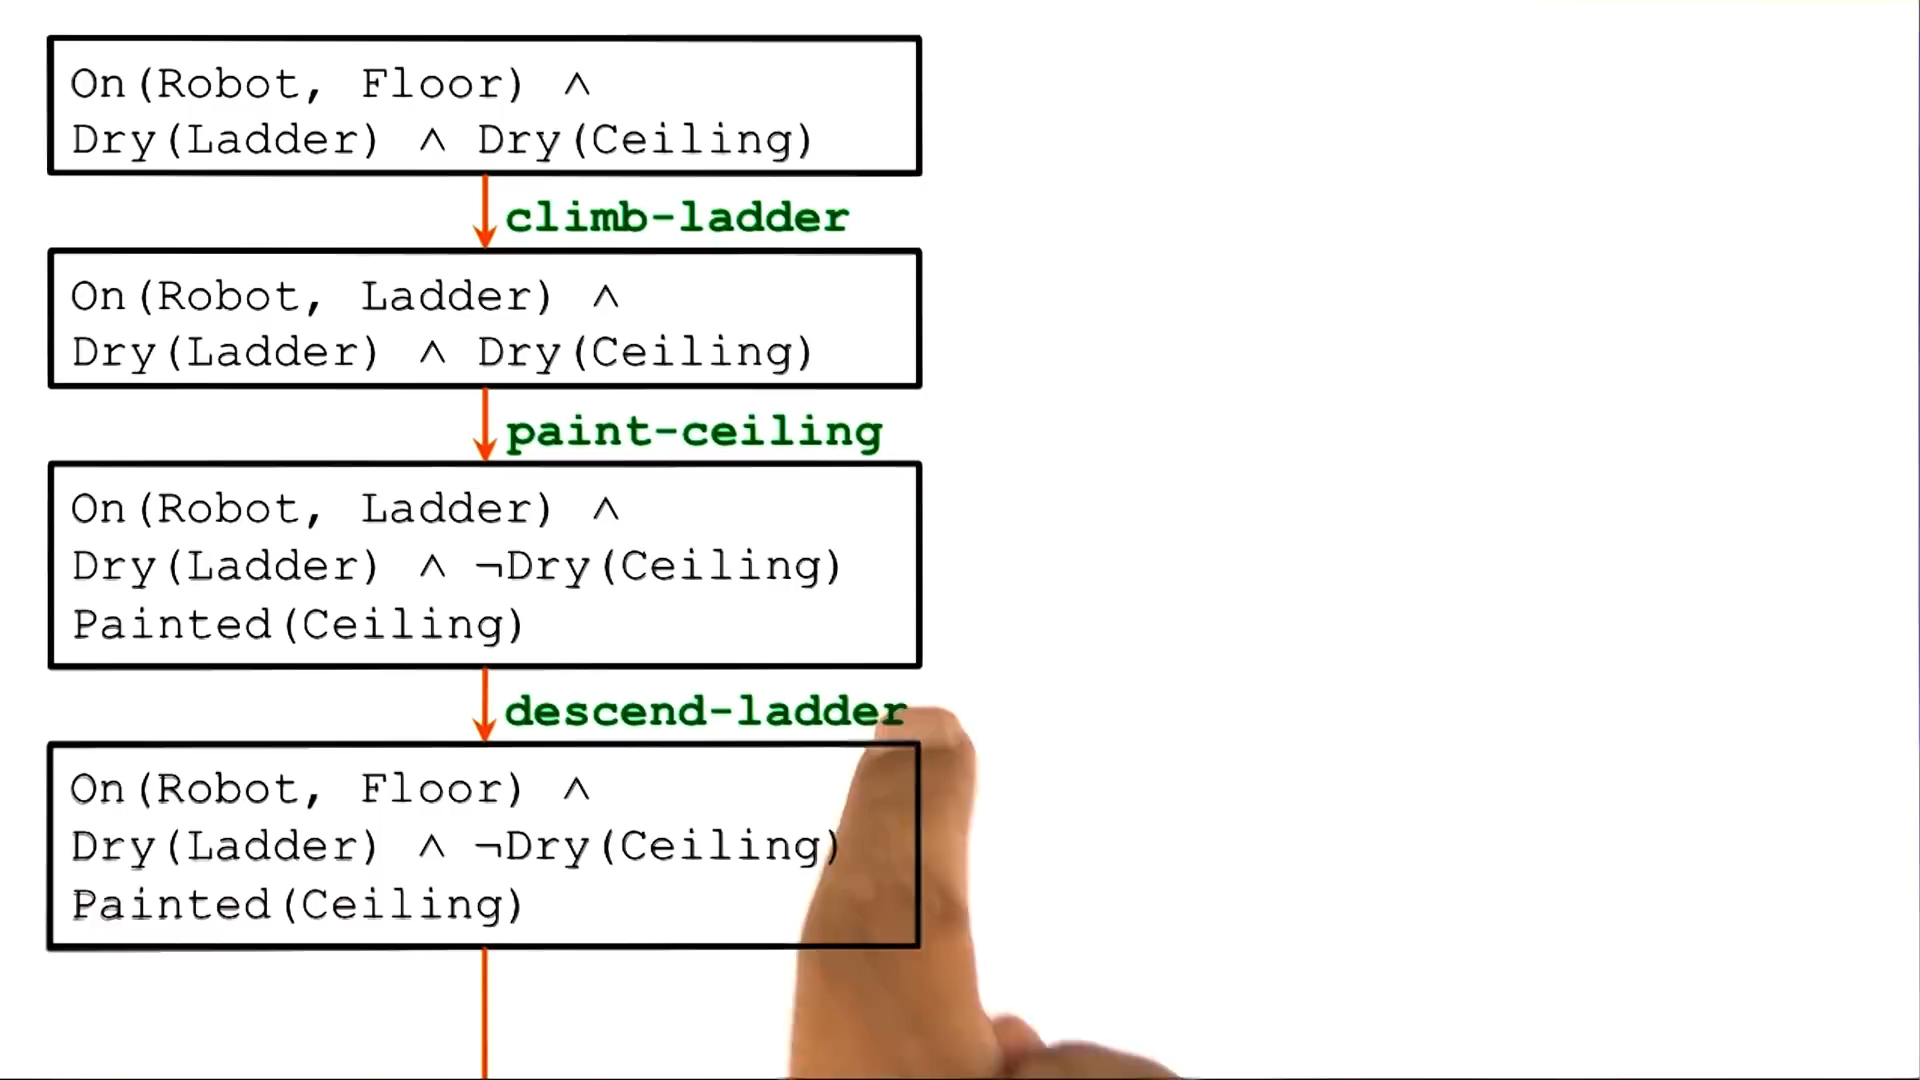 On(Robot, Floor) ∧
Dry(Ladder) ∧ Dry(Ceiling)
climb-ladder
On(Robot, Ladder) ∧
Dry(Ladder) ∧ Dry(Ceiling)
paint-ceiling
On(Robot, Ladder) ∧
Dry(Ladder) ∧ ¬Dry(Ceiling)
Painted(Ceiling)
descend-ladder
On(Robot, Floor) ∧
Dry(Ladder) ∧ ¬Dry(Ceiling)
Painted(Ceiling)